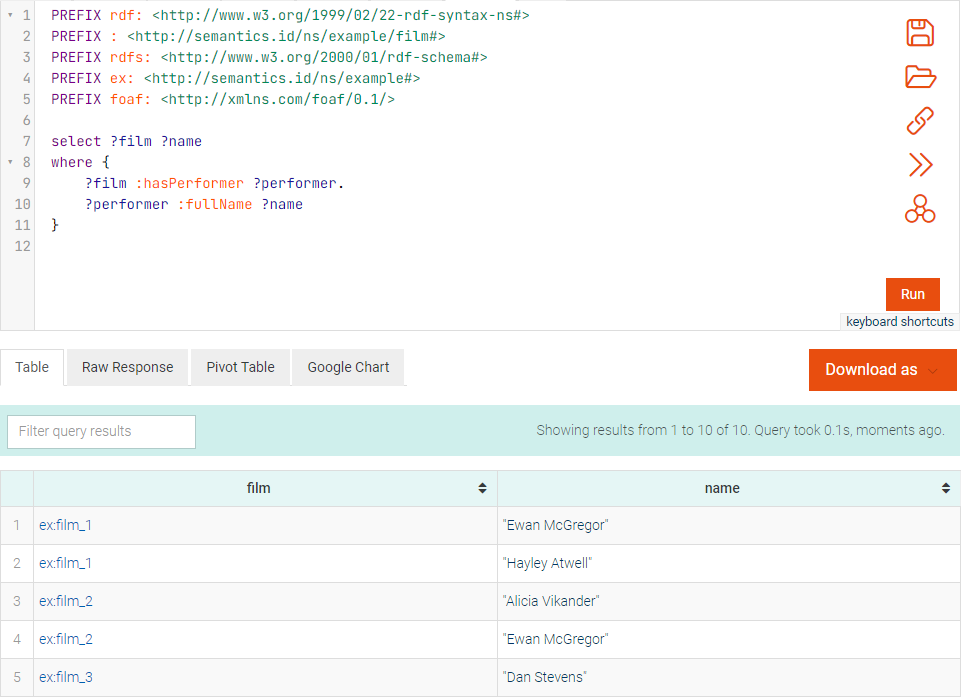 1 PREFIX rdf: <http://www.w3.org/1999/02/22-rdf-syntax-ns#>
2 PREFIX : <http://semantics.id/ns/example/film#>
3 PREFIX rdfs: <http://www.w3.org/2000/01/rdf-schema#>
4 PREFIX ex: <http://semantics.id/ns/example#>
5 PREFIX foaf: <http://xmlns.com/foaf/0.1/>
6
7 select ?film ?name
8 where {
9     ?film :hasPerformer ?performer.
10     ?performer :fullName ?name
11 }
12
Run
keyboard shortcuts
Table Raw Response Pivot Table Google Chart Download as
Filter query results Showing results from 1 to 10 of 10. Query took 0.1s, moments ago.
film name
1 ex:film_1 "Ewan McGregor"
2 ex:film_1 "Hayley Atwell"
3 ex:film_2 "Alicia Vikander"
4 ex:film_2 "Ewan McGregor"
5 ex:film_3 "Dan Stevens"